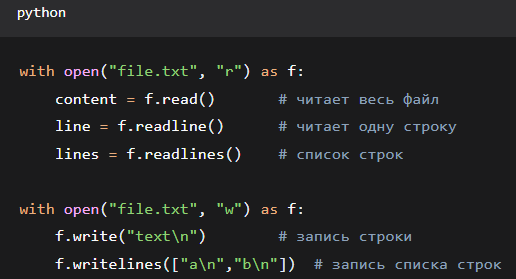 python
with open("file.txt", "r") as f:
    content = f.read()       # читает весь файл
    line = f.readline()      # читает одну строку
    lines = f.readlines()    # список строк

with open("file.txt", "w") as f:
    f.write("text\n")        # запись строки
    f.writelines(["a\n","b\n"])  # запись списка строк